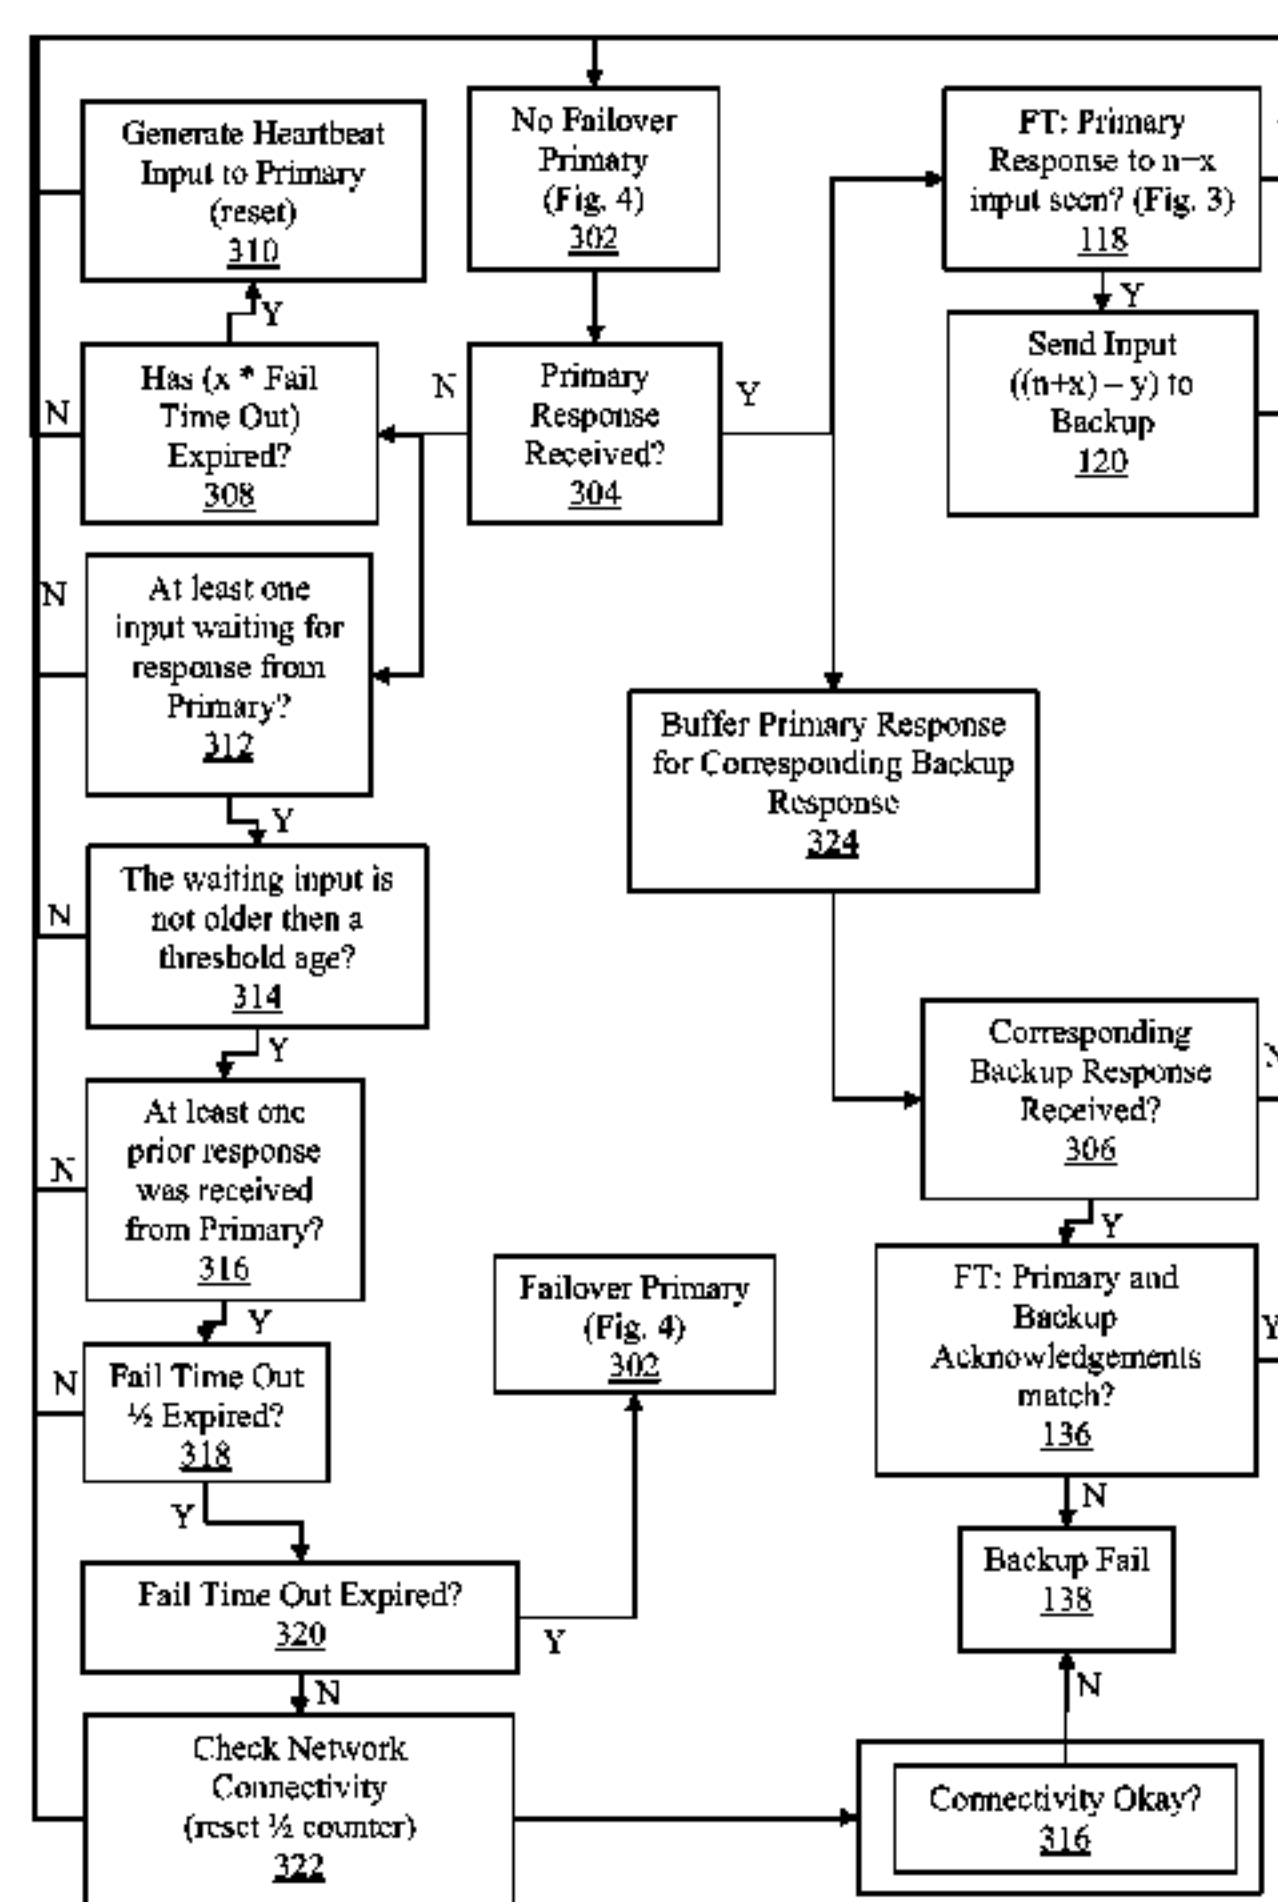 Generate Heartbeat
Input to Primary
(reset)
310
No Failover
Primary
(Fig. 4)
302
FT: Primary
Response to n-x
input seen? (Fig. 3)
118
Y
Y
Has (x * Fail
Time Out)
Expired?
308
N
N
Primary
Response
Received?
304
Y
Send Input
((n+x) – y) to
Backup
120
N
At least one
input waiting for
response from
Primary?
312
Y
Buffer Primary Response
for Corresponding Backup
Response
324
N
The waiting input is
not older then a
threshold age?
314
Y
Corresponding
Backup Response
Received?
306
N
Y
N
At least one
prior response
was received
from Primary?
316
Y
Failover Primary
(Fig. 4)
302
FT: Primary and
Backup
Acknowledgements
match?
136
Y
N
N
Fail Time Out
½ Expired?
318
Y
Backup Fail
138
Fail Time Out Expired?
320
Y
N
N
Check Network
Connectivity
(reset ½ counter)
322
Connectivity Okay?
316